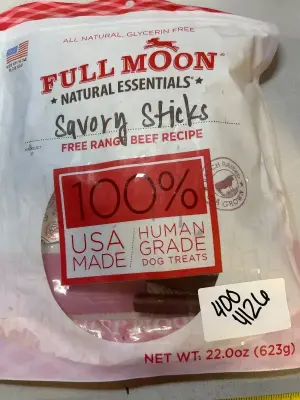 ALL NATURAL, GLYCERIN FREE*
FULL MOON®
NATURAL ESSENTIALS™
Savory Sticks
FREE RANGE BEEF RECIPE
100%
USA MADE
HUMAN GRADE
DOG TREATS
400
4126
NET WT: 22.0oz (623g)